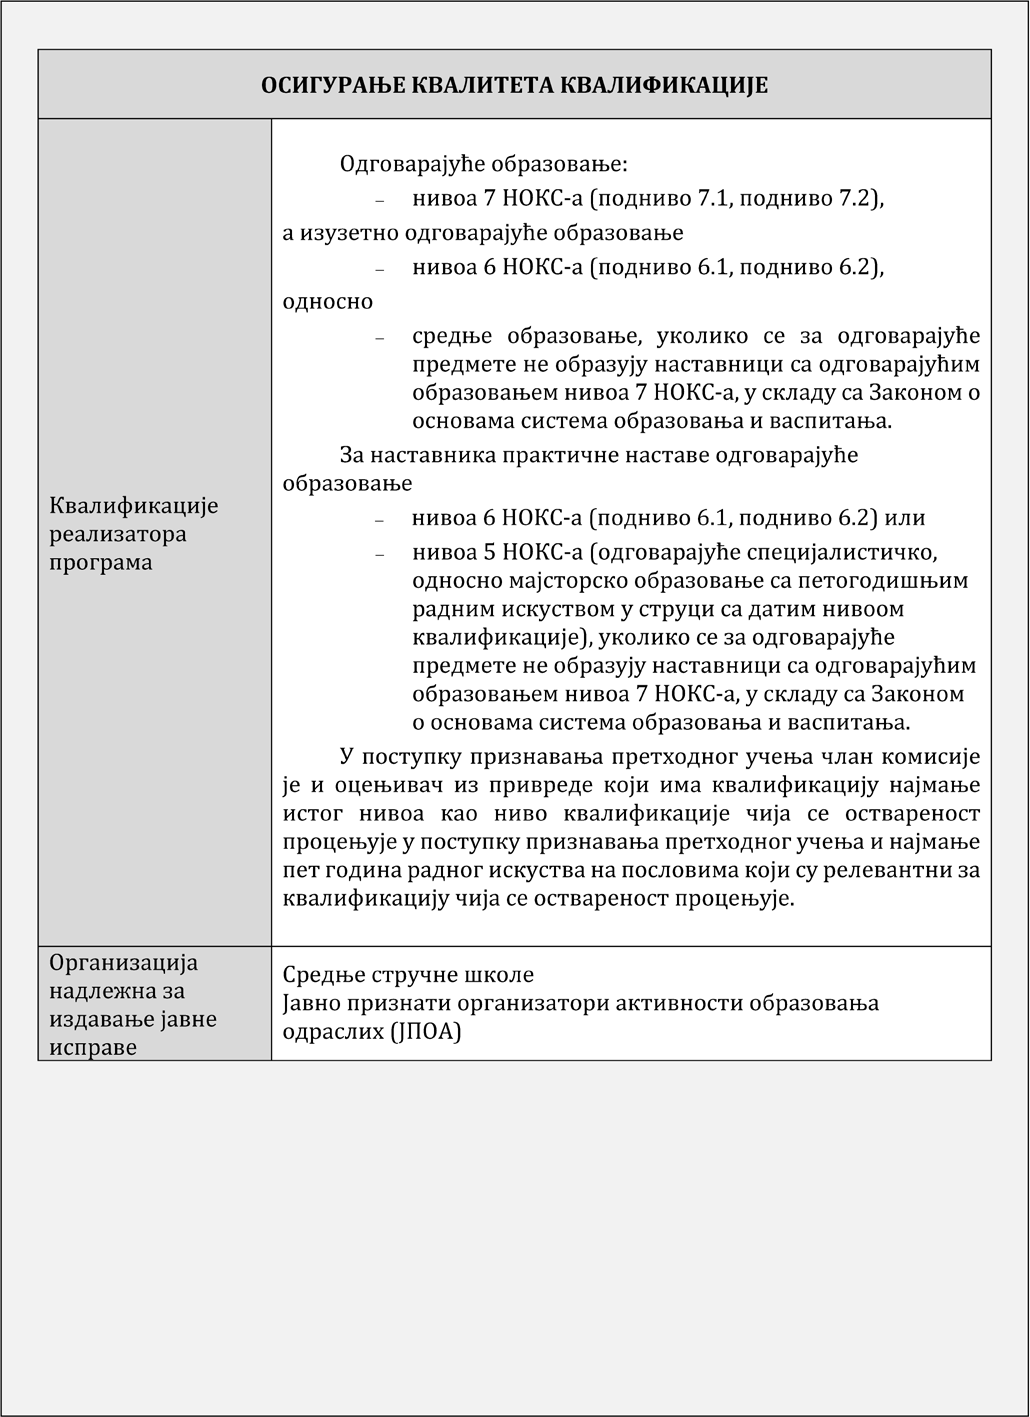 ОСИГУРАЊЕ КВАЛИТЕТА КВАЛИФИКАЦИЈЕ
Квалификације
реализатора
програма
Одговарајуће образовање:
– нивоа 7 НОКС-а (подниво 7.1, подниво 7.2),
а изузетно одговарајуће образовање
– нивоа 6 НОКС-а (подниво 6.1, подниво 6.2),
односно
– средње образовање, уколико се за одговарајуће
предмете не образују наставници са одговарајућим
образовањем нивоа 7 НОКС-а, у складу са Законом о
основама система образовања и васпитања.
За наставника практичне наставе одговарајуће
образовање
– нивоа 6 НОКС-а (подниво 6.1, подниво 6.2) или
– нивоа 5 НОКС-а (одговарајуће специјалистичко,
односно мајсторско образовање са петогодишњим
радним искуством у струци са датим нивоом
квалификације), уколико се за одговарајуће
предмете не образују наставници са одговарајућим
образовањем нивоа 7 НОКС-а, у складу са Законом
о основама система образовања и васпитања.
У поступку признавања претходног учења члан комисије
је и оцењивач из привреде који има квалификацију најмање
истог нивоа као ниво квалификације чија се оствареност
процењује у поступку признавања претходног учења и најмање
пет година радног искуства на пословима који су релевантни за
квалификацију чија се оствареност процењује.
Организација
надлежна за
издавање јавне
исправе
Средње стручне школе
Јавно признати организатори активности образовања
одраслих (ЈПОА)